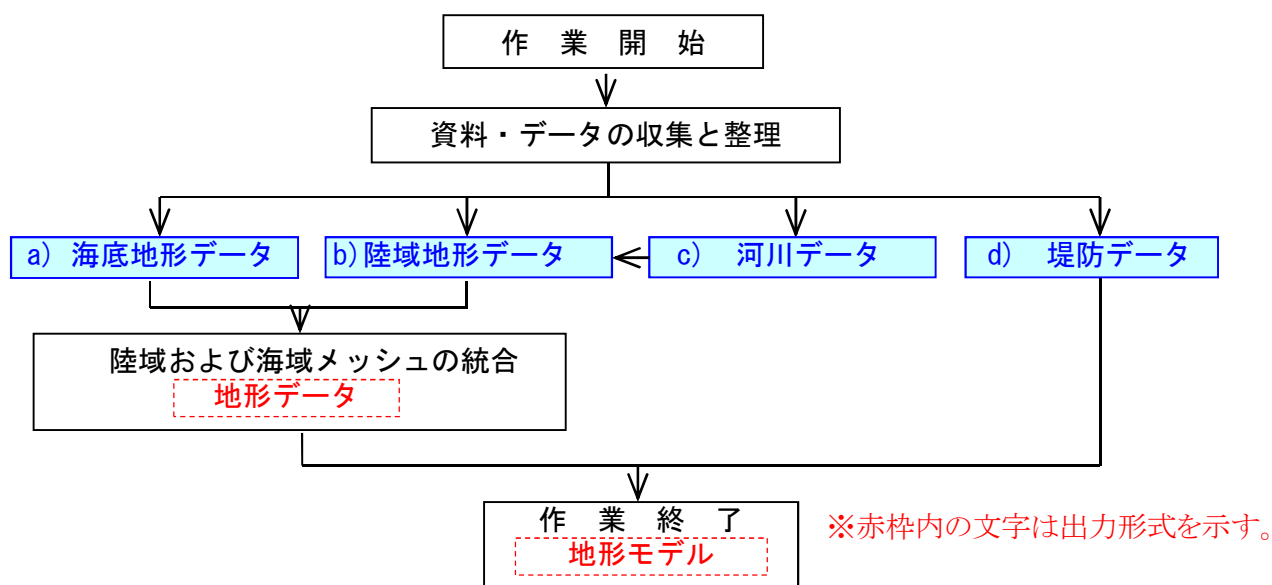 作　業　開　始
資料・データの収集と整理
a)　海底地形データ
b)陸域地形データ
c)　河川データ
d)　堤防データ
陸域および海域メッシュの統合
地形データ
作　業　終　了
地形モデル
※赤枠内の文字は出力形式を示す。